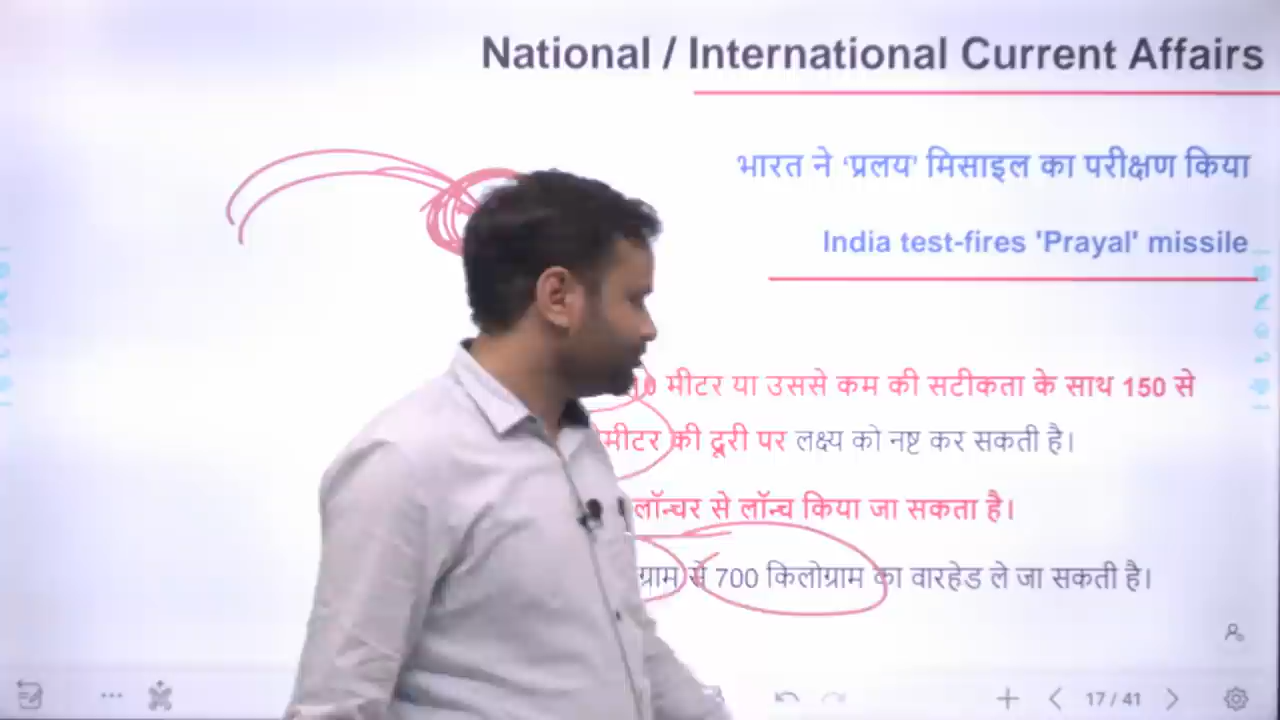 National / International Current Affairs
भारत ने ‘प्रलय’ मिसाइल का परीक्षण किया
India test-fires 'Prayal' missile
10 मीटर या उससे कम की सटीकता के साथ 150 से
मीटर की दूरी पर लक्ष्य को नष्ट कर सकती है।
लॉन्चर से लॉन्च किया जा सकता है।
ग्राम से 700 किलोग्राम का वारहेड ले जा सकती है।
17 / 41